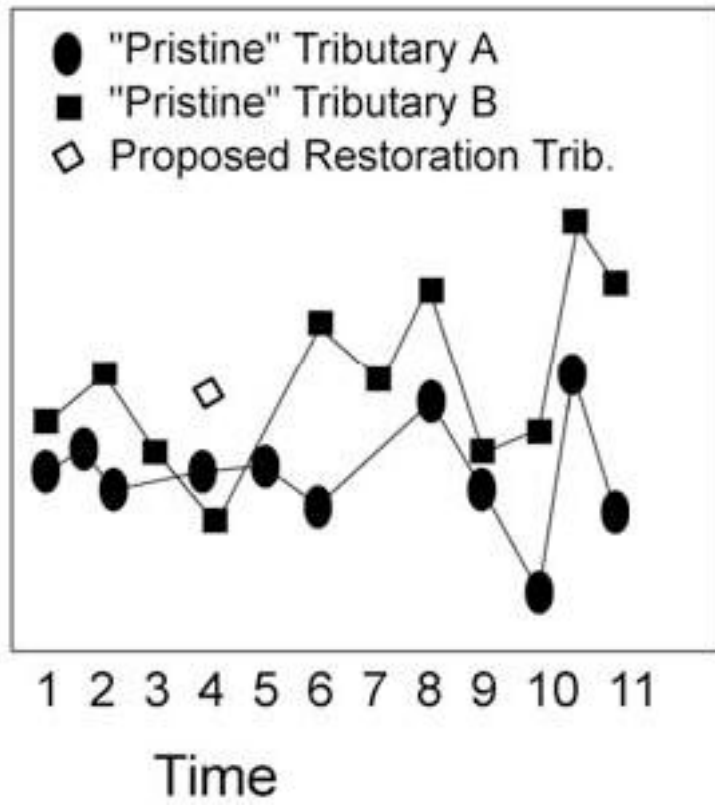 "Pristine" Tributary A
"Pristine" Tributary B
Proposed Restoration Trib.
1 2 3 4 5 6 7 8 9 10 11
Time